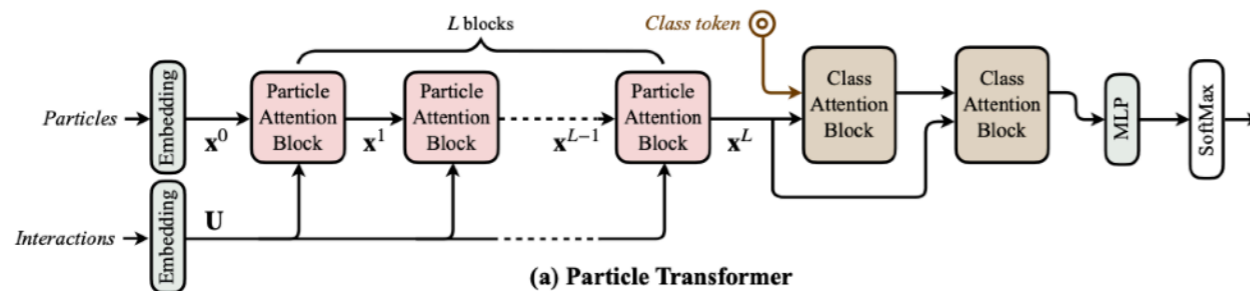 L blocks
Class token
Particles
Embedding
x⁰
Particle
Attention
Block
x¹
Particle
Attention
Block
xᴸ⁻¹
Particle
Attention
Block
xᴸ
Class
Attention
Block
Class
Attention
Block
MLP
SoftMax
Interactions
Embedding
U
(a) Particle Transformer